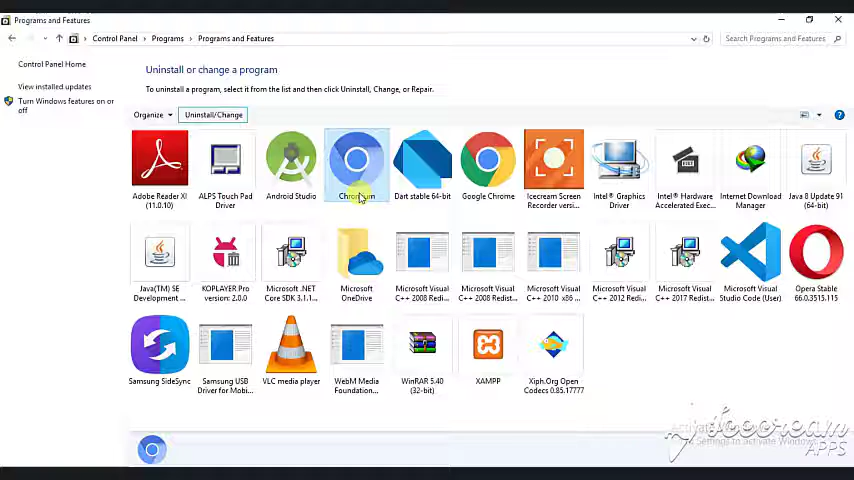 Programs and Features
Control Panel
Programs
Programs and Features
Search Programs and Features
Control Panel Home
View installed updates
Turn Windows features on or
off
Uninstall or change a program
To uninstall a program, select it from the list and then click Uninstall, Change, or Repair.
Organize
Uninstall/Change
Adobe Reader XI
(11.0.10)
ALPS Touch Pad
Driver
Android Studio
Dart stable 64-bit
Google Chrome
Icecream Screen
Recorder versi...
Intel® Graphics
Driver
Intel® Hardware
Accelerated Exec...
Internet Download
Manager
Java 8 Update 91
(64-bit)
Java(TM) SE
Development ...
KOPLAYER Pro
version: 2.0.0
Microsoft .NET
Core SDK 3.1.1...
Microsoft
OneDrive
Microsoft Visual
C++ 2008 Redist...
Microsoft Visual
C++ 2008 Redist...
Microsoft Visual
C++ 2010 x86 ...
Microsoft Visual
C++ 2012 Redi...
Microsoft Visual
C++ 2017 Redist...
Microsoft Visual
Studio Code (User)
Opera Stable
66.0.3515.115
Samsung SideSync
Samsung USB
Driver for Mobi...
VLC media player
WebM Media
Foundation...
WinRAR 5.40
(32-bit)
XAMPP
Xiph.Org Open
Codecs 0.85.17777
Settings to activate Windows.
icecream
APPS